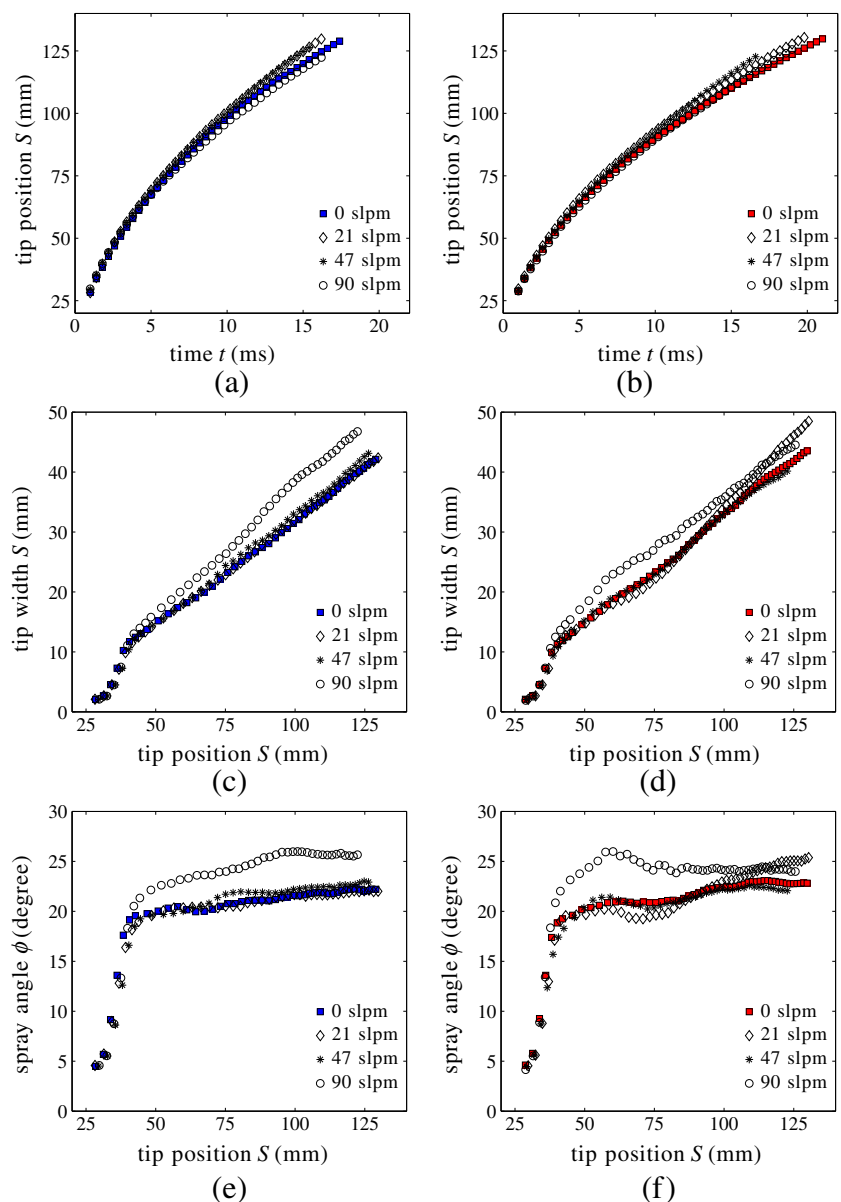 125
100
75
50
25
tip position S (mm)
0 5 10 15 20
time t (ms)
0 slpm
21 slpm
47 slpm
90 slpm
(a)
125
100
75
50
25
tip position S (mm)
0 5 10 15 20
time t (ms)
0 slpm
21 slpm
47 slpm
90 slpm
(b)
50
40
30
20
10
0
tip width S (mm)
25 50 75 100 125
tip position S (mm)
0 slpm
21 slpm
47 slpm
90 slpm
(c)
50
40
30
20
10
0
tip width S (mm)
25 50 75 100 125
tip position S (mm)
0 slpm
21 slpm
47 slpm
90 slpm
(d)
30
25
20
15
10
5
0
spray angle ϕ (degree)
25 50 75 100 125
tip position S (mm)
0 slpm
21 slpm
47 slpm
90 slpm
(e)
30
25
20
15
10
5
0
spray angle ϕ (degree)
25 50 75 100 125
tip position S (mm)
0 slpm
21 slpm
47 slpm
90 slpm
(f)